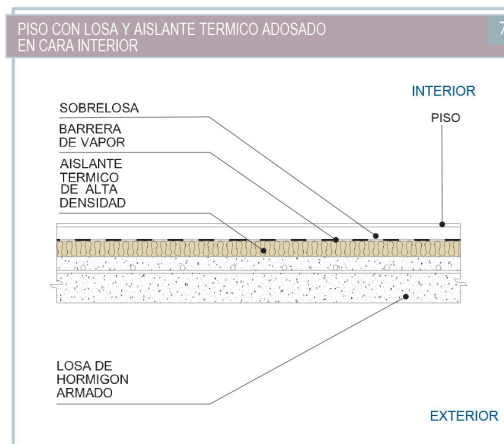 PISO CON LOSA Y AISLANTE TERMICO ADOSADO
EN CARA INTERIOR
7
INTERIOR
SOBRELOSA
PISO
BARRERA
DE VAPOR
AISLANTE
TERMICO
DE ALTA
DENSIDAD
LOSA DE
HORMIGON
ARMADO
EXTERIOR